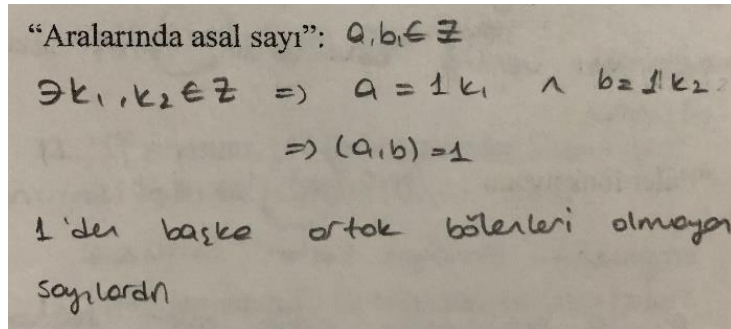 “Aralarında asal sayı”: a,b,∈ Z
∃k₁,k₂∈Z => a = 1k₁ ∧ b=1k₂
=> (a,b)=1
1'den başka ortak bölenleri olmayan
sayılardır